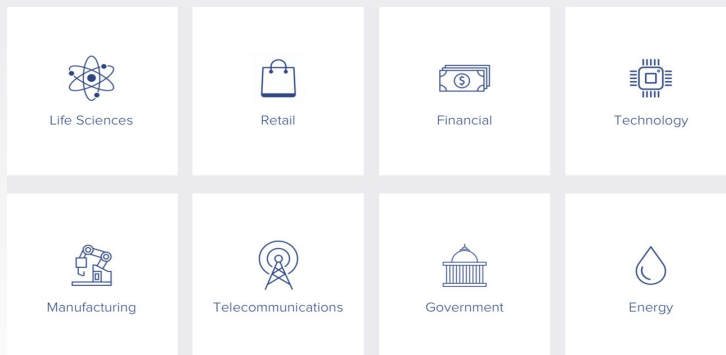 Life Sciences
Retail
Financial
Technology
Manufacturing
Telecommunications
Government
Energy